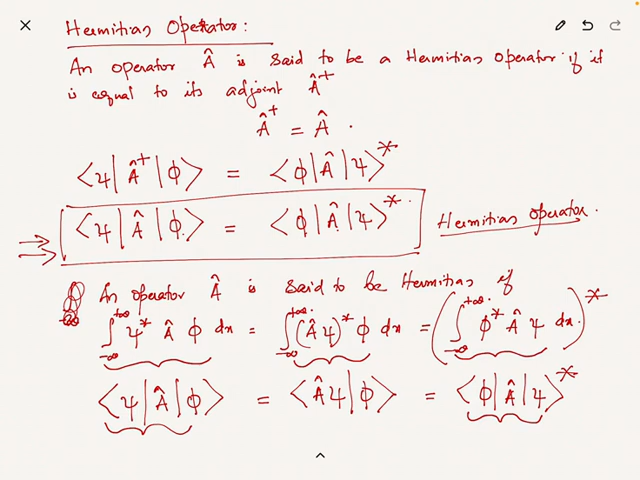 Hermitian Operator:
An operator Â is said to be a Hermitian Operator if it
is equal to its adjoint Â†
Â† = Â .
⟨ψ|Â†|ϕ⟩ = ⟨ϕ|Â|ψ⟩*
⟨ψ|Â|ϕ⟩ = ⟨ϕ|Â|ψ⟩* Hermitian operator.
An operator Â is said to be Hermitian if
∫_{-∞}^{+∞} ψ* Â ϕ dx = ∫_{-∞}^{+∞} (Âψ)* ϕ dx = (∫_{-∞}^{+∞} ϕ* Â ψ dx)*
⟨ψ|Â|ϕ⟩ = ⟨Âψ|ϕ⟩ = ⟨ϕ|Â|ψ⟩*